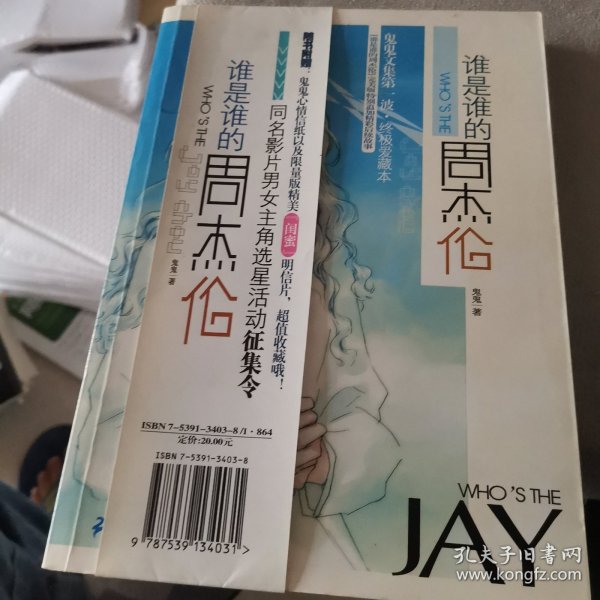 谁是谁的
周杰伦
WHO'S THE
鬼鬼 著
鬼鬼心情信纸以及限量版精美「闺蜜」明信片，超值收藏哦！
同名影片男女主角选星活动征集令
ISBN 7-5391-3403-8/I·864
定价:20.00元
ISBN 7-5391-3403-8
9 787539 134031 >
鬼鬼文集第一波·终极爱藏本
谁是谁的
WHO'S THE
周杰伦
鬼鬼 著
WHO'S THE
JAY
孔夫子旧书网
www.kongfz.com